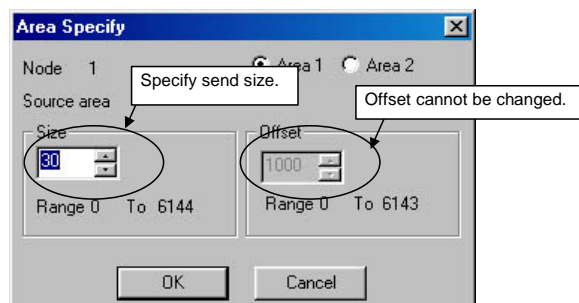 Area Specify
Node 1
Area 1 Area 2
Specify send size.
Source area
Offset cannot be changed.
Size Offset
30 1000
Range 0 To 6144 Range 0 To 6143
OK Cancel